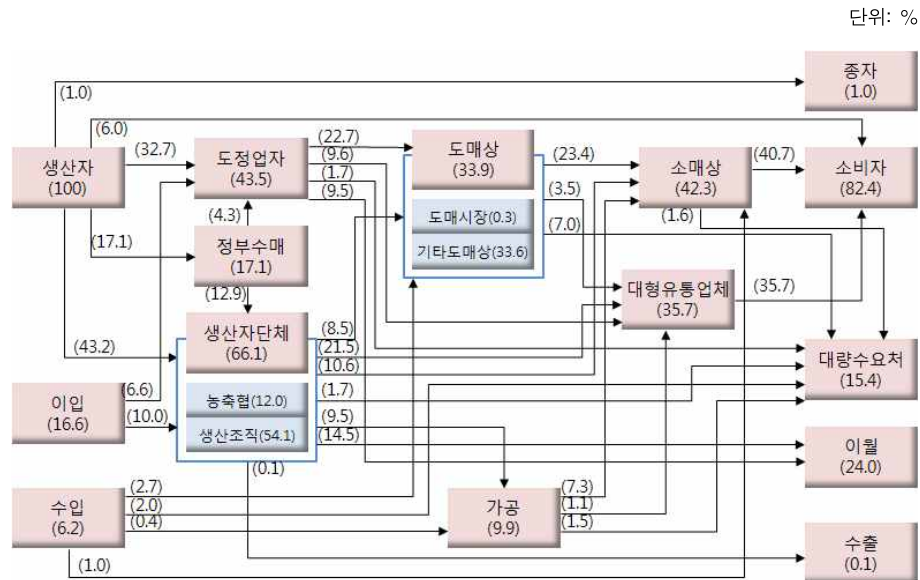 단위: %
종자
(1.0)
(1.0)
(6.0)
생산자
(100)
(32.7)
도정업자
(43.5)
(22.7)
(9.6)
(1.7)
(9.5)
도매상
(33.9)
도매시장(0.3)
기타도매상(33.6)
(23.4)
(3.5)
(7.0)
소매상
(42.3)
(40.7)
(1.6)
소비자
(82.4)
(4.3)
(17.1)
정부수매
(17.1)
(12.9)
대형유통업체
(35.7)
(35.7)
생산자단체
(66.1)
농축협(12.0)
생산조직(54.1)
(43.2)
(8.5)
(21.5)
(10.6)
(1.7)
(9.5)
(14.5)
(0.1)
대량수요처
(15.4)
이입
(16.6)
(6.6)
(10.0)
이월
(24.0)
수입
(6.2)
(2.7)
(2.0)
(0.4)
(1.0)
가공
(9.9)
(7.3)
(1.1)
(1.5)
수출
(0.1)